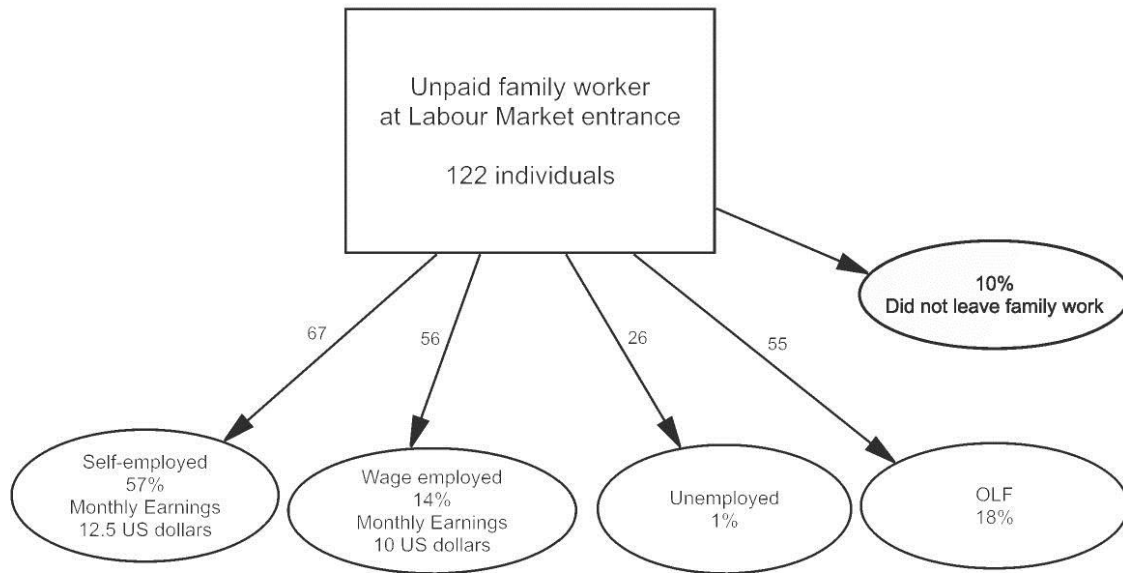 Unpaid family worker
at Labour Market entrance
122 individuals
10%
Did not leave family work
67
56
26
55
Self-employed
57%
Monthly Earnings
12.5 US dollars
Wage employed
14%
Monthly Earnings
10 US dollars
Unemployed
1%
OLF
18%